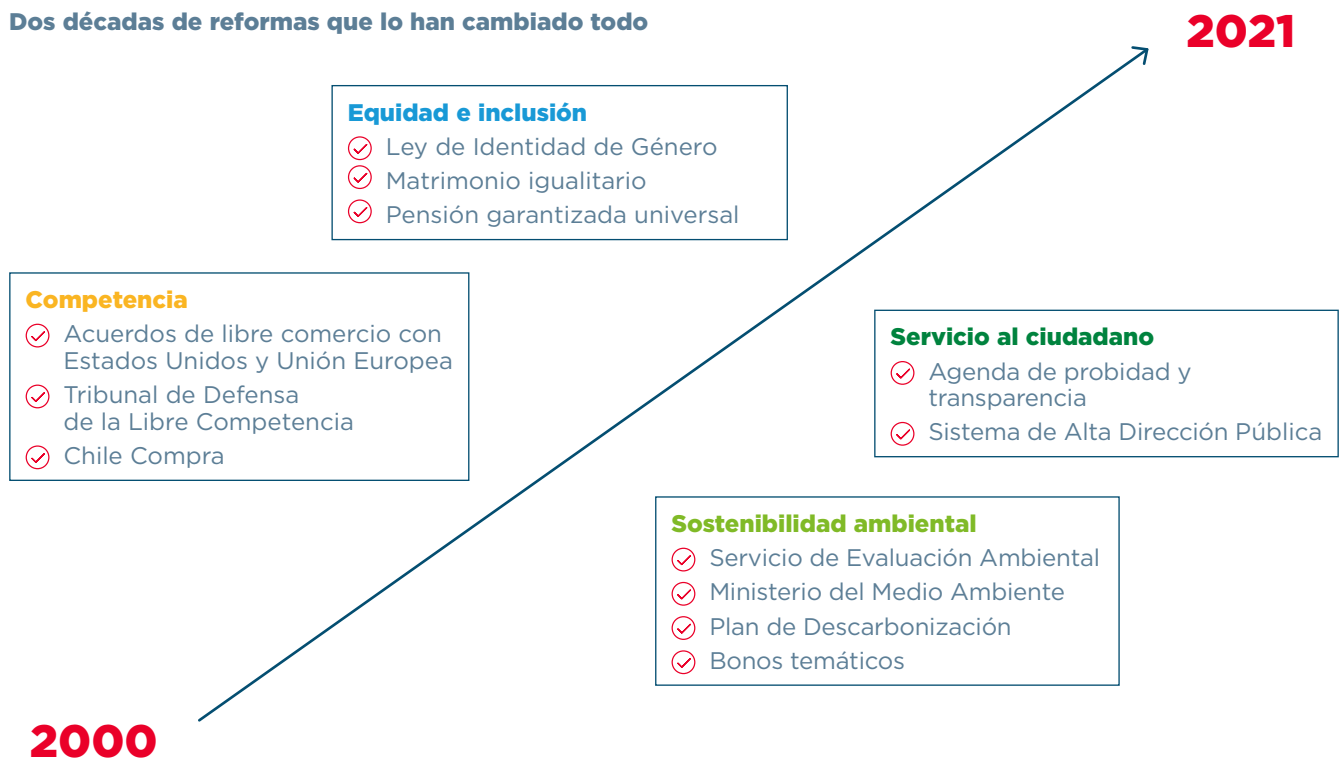 Dos décadas de reformas que lo han cambiado todo
2021
Equidad e inclusión
Ley de Identidad de Género
Matrimonio igualitario
Pensión garantizada universal
Competencia
Acuerdos de libre comercio con
Estados Unidos y Unión Europea
Tribunal de Defensa
de la Libre Competencia
Chile Compra
Servicio al ciudadano
Agenda de probidad y
transparencia
Sistema de Alta Dirección Pública
Sostenibilidad ambiental
Servicio de Evaluación Ambiental
Ministerio del Medio Ambiente
Plan de Descarbonización
Bonos temáticos
2000